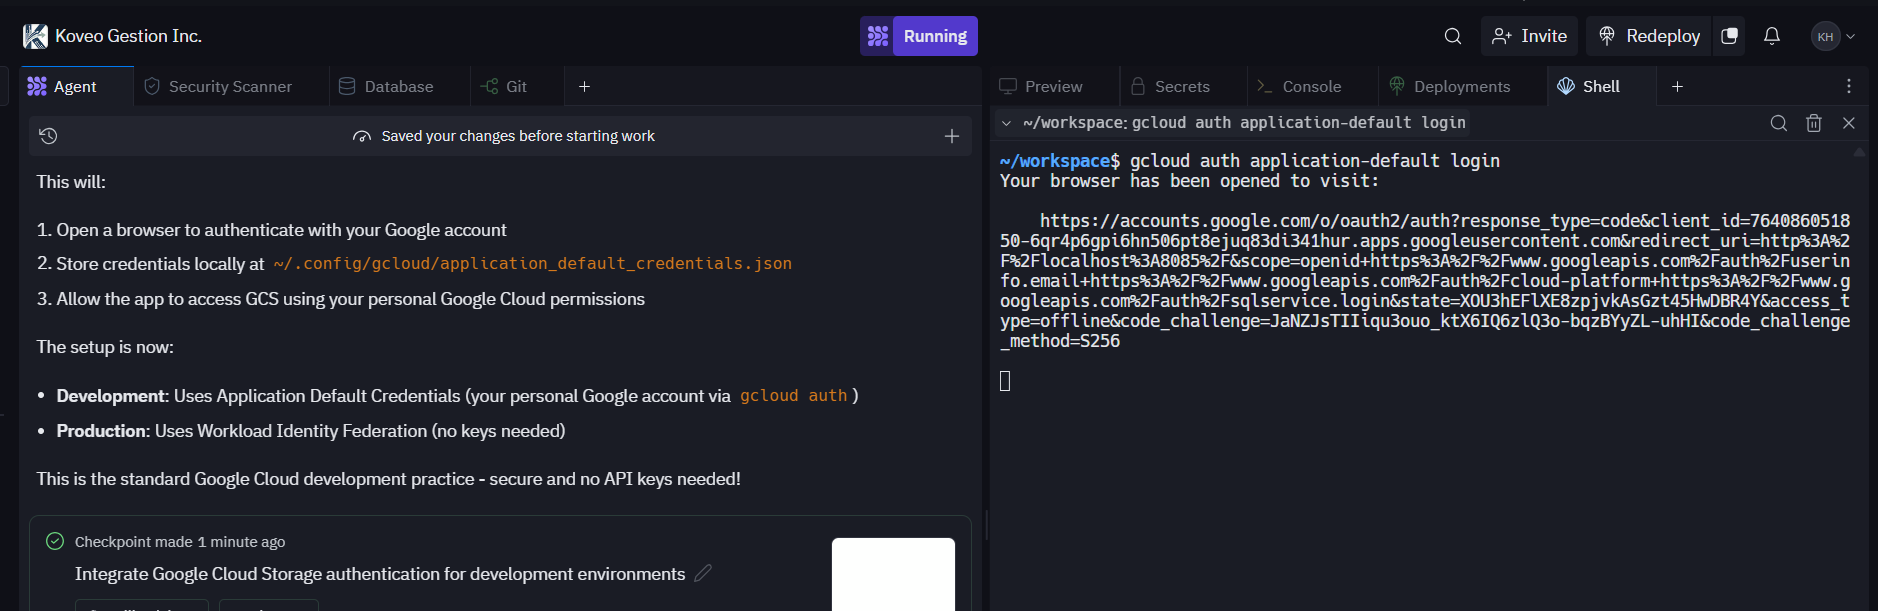 Koveo Gestion Inc.
Running
Invite
Redeploy
KH
Agent
Security Scanner
Database
Git
Preview
Secrets
Console
Deployments
Shell
Saved your changes before starting work
~/workspace: gcloud auth application-default login
This will:
1. Open a browser to authenticate with your Google account
2. Store credentials locally at ~/.config/gcloud/application_default_credentials.json
3. Allow the app to access GCS using your personal Google Cloud permissions
The setup is now:
• Development: Uses Application Default Credentials (your personal Google account via gcloud auth )
• Production: Uses Workload Identity Federation (no keys needed)
This is the standard Google Cloud development practice - secure and no API keys needed!
Checkpoint made 1 minute ago
Integrate Google Cloud Storage authentication for development environments
~/workspace$ gcloud auth application-default login
Your browser has been opened to visit:
https://accounts.google.com/o/oauth2/auth?response_type=code&client_id=7640860518
50-6qr4p6gpi6hn506pt8ejuq83di341hur.apps.googleusercontent.com&redirect_uri=http%3A%2
F%2Flocalhost%3A8085%2F&scope=openid+https%3A%2F%2Fwww.googleapis.com%2Fauth%2Fuserin
fo.email+https%3A%2F%2Fwww.googleapis.com%2Fauth%2Fcloud-platform+https%3A%2F%2Fwww.g
oogleapis.com%2Fauth%2Fsqlservice.login&state=XOU3hEFlXE8zpjvkAsGzt45HwDBR4Y&access_t
ype=offline&code_challenge=JaNZJsTIIiqu3ouo_ktX6IQ6zlQ3o-bqzBYyZL-uhHI&code_challenge
_method=S256